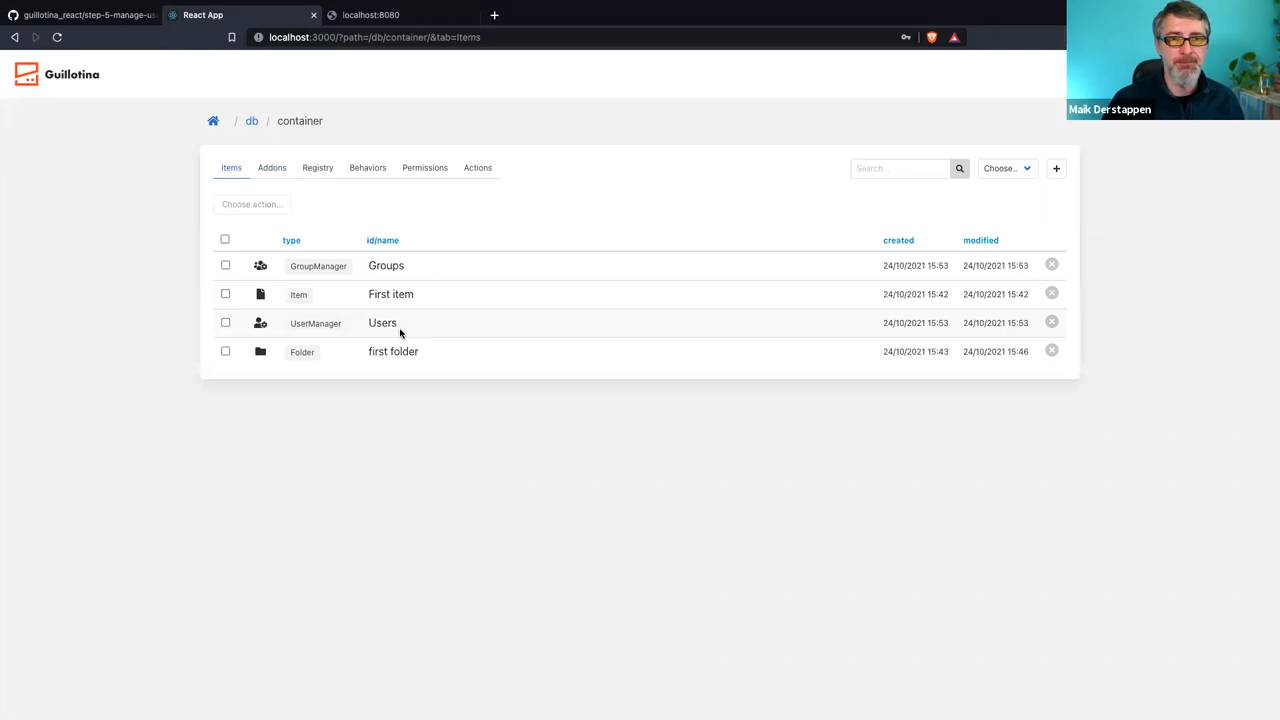 guillotina_react/step-5-manage-us
React App
localhost:8080
localhost:3000/?path=/db/container/&tab=Items
Guillotina
Maik Derstappen
/ db / container
Items Addons Registry Behaviors Permissions Actions
Search... Choose..
Choose action...
type id/name created modified
GroupManager Groups 24/10/2021 15:53 24/10/2021 15:53
Item First item 24/10/2021 15:42 24/10/2021 15:42
UserManager Users 24/10/2021 15:53 24/10/2021 15:53
Folder first folder 24/10/2021 15:43 24/10/2021 15:46